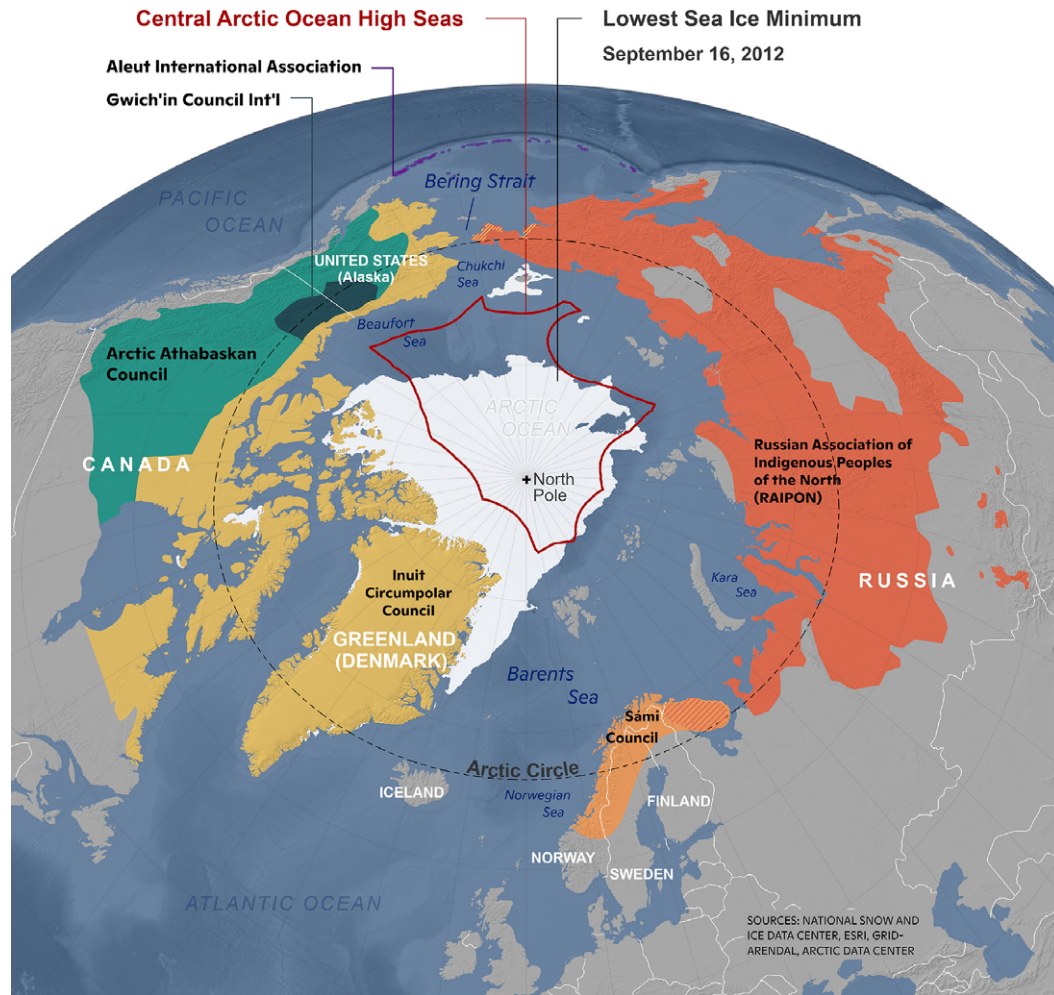 Central Arctic Ocean High Seas
Lowest Sea Ice Minimum
September 16, 2012
Aleut International Association
Gwich'in Council Int'l
PACIFIC
OCEAN
Bering Strait
UNITED STATES
(Alaska)
Chukchi
Sea
Beaufort
Sea
Arctic Athabaskan
Council
ARCTIC
OCEAN
CANADA
North
Pole
Russian Association of
Indigenous Peoples
of the North
(RAIPON)
RUSSIA
Kara
Sea
Inuit
Circumpolar
Council
GREENLAND
(DENMARK)
Barents
Sea
Sámi
Council
Arctic Circle
ICELAND
Norwegian
Sea
FINLAND
NORWAY
SWEDEN
ATLANTIC OCEAN
SOURCES: NATIONAL SNOW AND
ICE DATA CENTER, ESRI, GRID-
ARENDAL, ARCTIC DATA CENTER